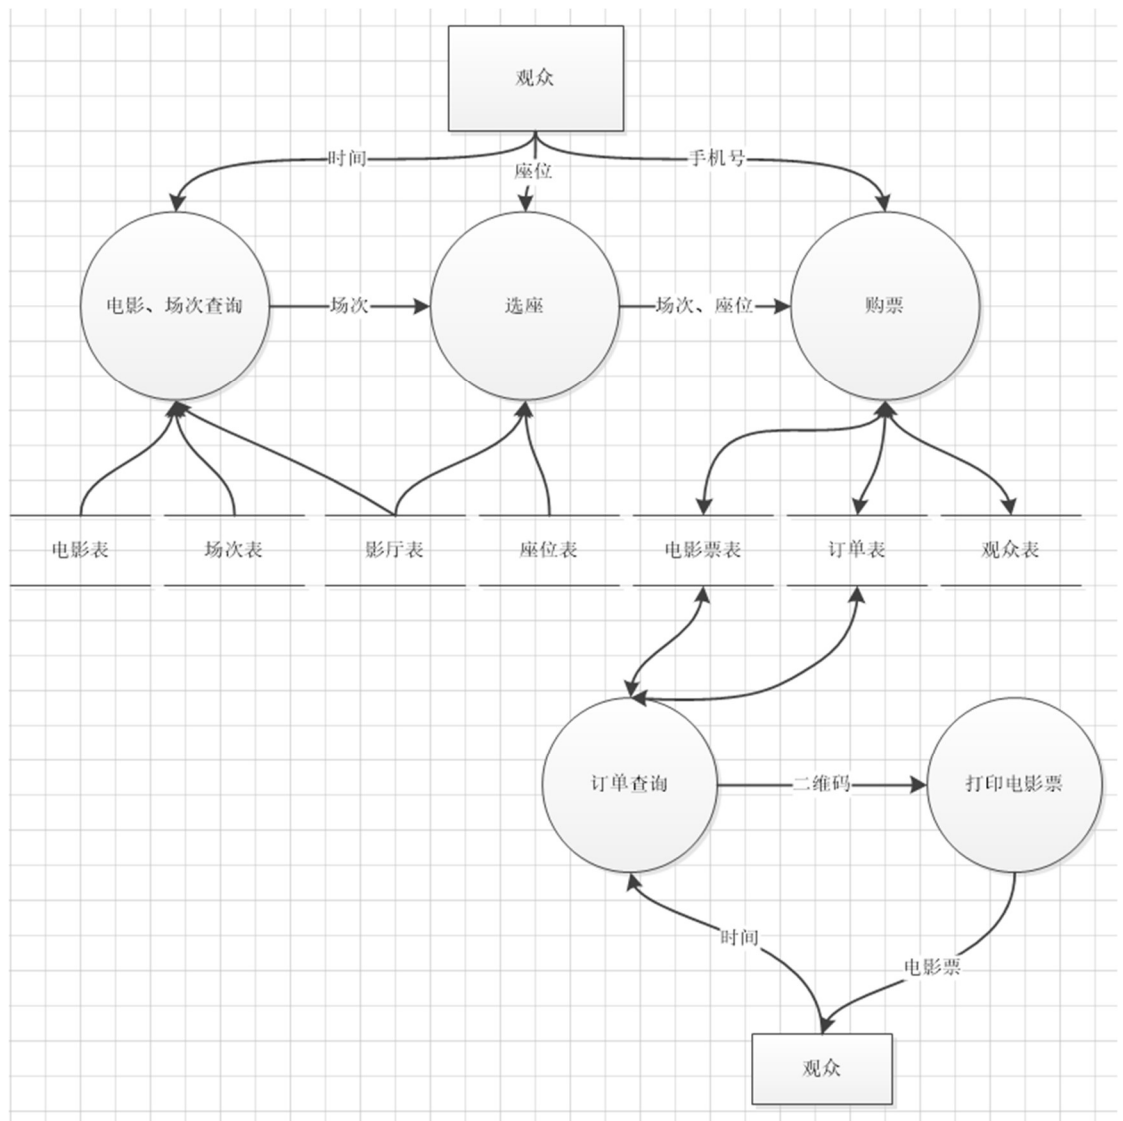 观众
时间
座位
手机号
电影、场次查询
场次
选座
场次、座位
购票
电影表
场次表
影厅表
座位表
电影票表
订单表
观众表
订单查询
二维码
打印电影票
时间
电影票
观众